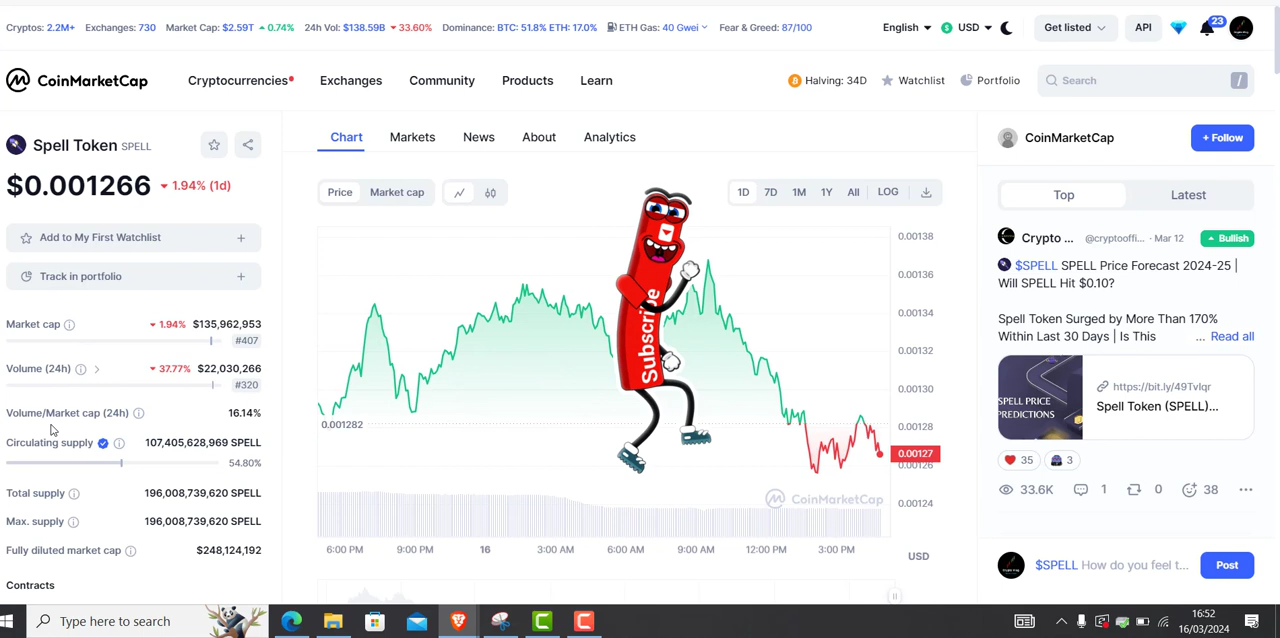 Cryptos: 2.2M+ Exchanges: 730 Market Cap: $2.59T 0.74% 24h Vol: $138.59B 33.60% Dominance: BTC: 51.8% ETH: 17.0% ETH Gas: 40 Gwei Fear & Greed: 87/100 English USD Get listed API 23
CoinMarketCap Cryptocurrencies Exchanges Community Products Learn Halving: 34D Watchlist Portfolio Search /
Spell Token SPELL
$0.001266 1.94% (1d)
Add to My First Watchlist +
Track in portfolio +
Market cap 1.94% $135,962,953
#407
Volume (24h) 37.77% $22,030,266
#320
Volume/Market cap (24h) 16.14%
Circulating supply 107,405,628,969 SPELL
54.80%
Total supply 196,008,739,620 SPELL
Max. supply 196,008,739,620 SPELL
Fully diluted market cap $248,124,192
Contracts
Chart Markets News About Analytics
Price Market cap 1D 7D 1M 1Y All LOG
0.00138
0.00136
0.00134
0.00132
0.00130
0.00128
0.00127
0.00126
0.00124
0.001282
Subscribe
CoinMarketCap
6:00 PM 9:00 PM 16 3:00 AM 6:00 AM 9:00 AM 12:00 PM 3:00 PM USD
CoinMarketCap + Follow
Top Latest
Crypto ... @cryptooffi... · Mar 12 Bullish
$SPELL SPELL Price Forecast 2024-25 |
Will SPELL Hit $0.10?
Spell Token Surged by More Than 170%
Within Last 30 Days | Is This ... Read all
SPELL PRICE
PREDICTIONS
https://bit.ly/49TvIqr
Spell Token (SPELL)...
35 3
33.6K 1 0 38
$SPELL How do you feel t... Post
Type here to search
16:52
16/03/2024